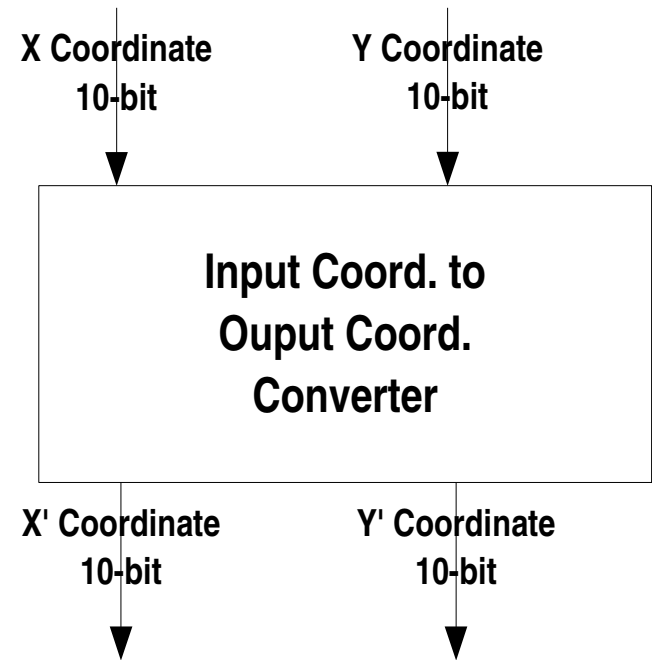 X Coordinate
10-bit
Y Coordinate
10-bit
Input Coord. to
Ouput Coord.
Converter
X' Coordinate
10-bit
Y' Coordinate
10-bit